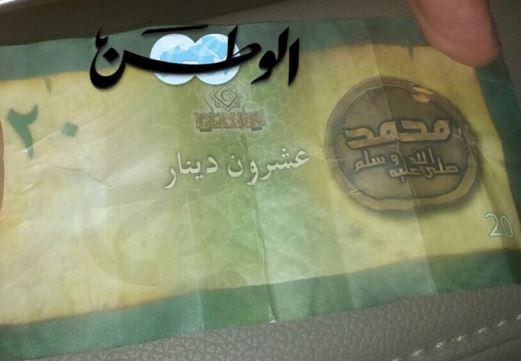 الوطن
٢٠
عشرون دينار
محمد
صلى الله عليه وسلم
20